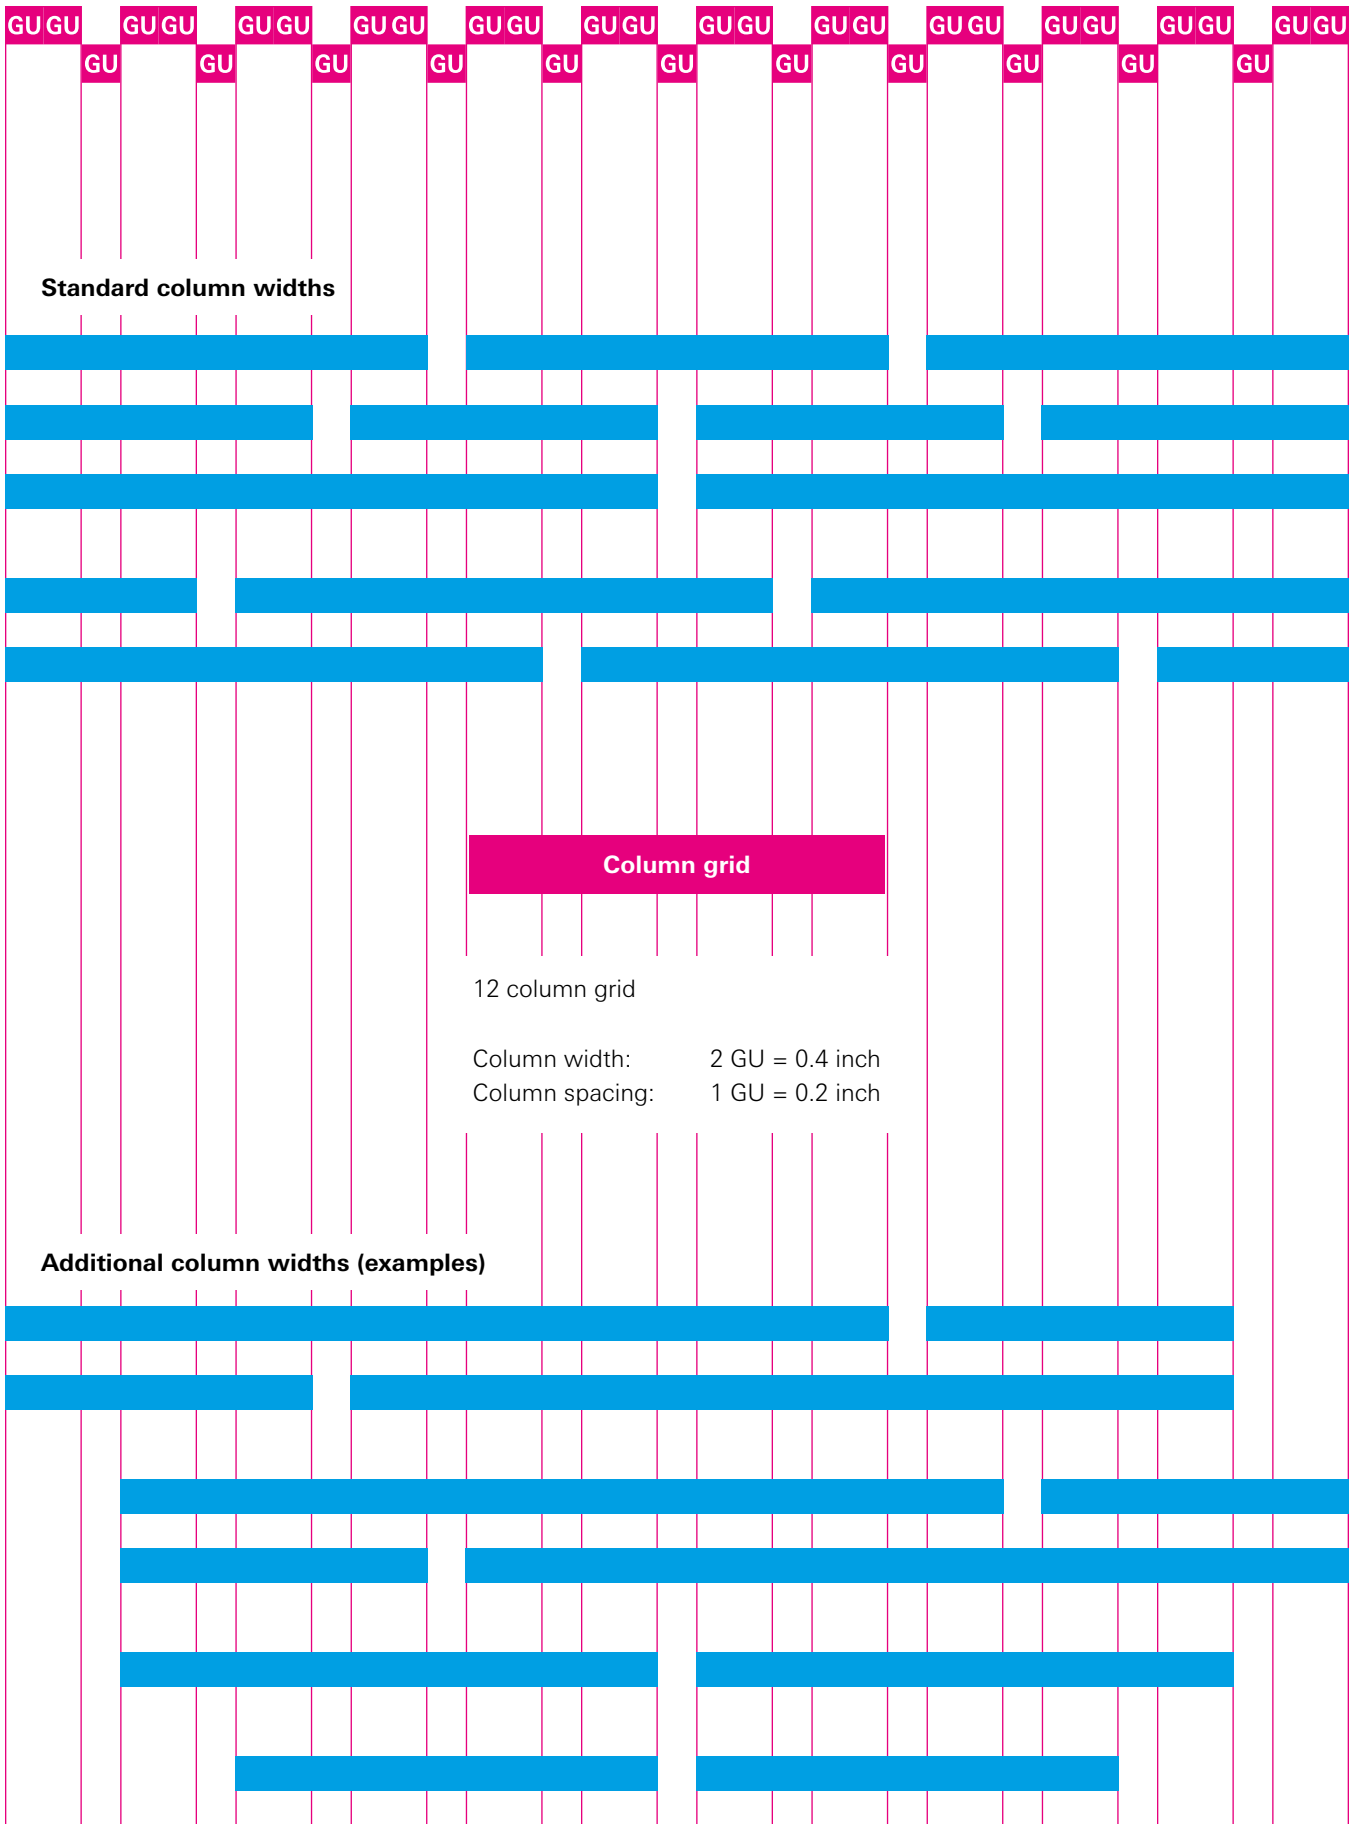 GU GU GU GU GU GU GU GU GU GU GU GU GU GU GU GU GU GU GU GU GU GU GU GU
GU GU GU GU GU GU GU GU GU GU GU
Standard column widths
Column grid
12 column grid
Column width: 2 GU = 0.4 inch
Column spacing: 1 GU = 0.2 inch
Additional column widths (examples)